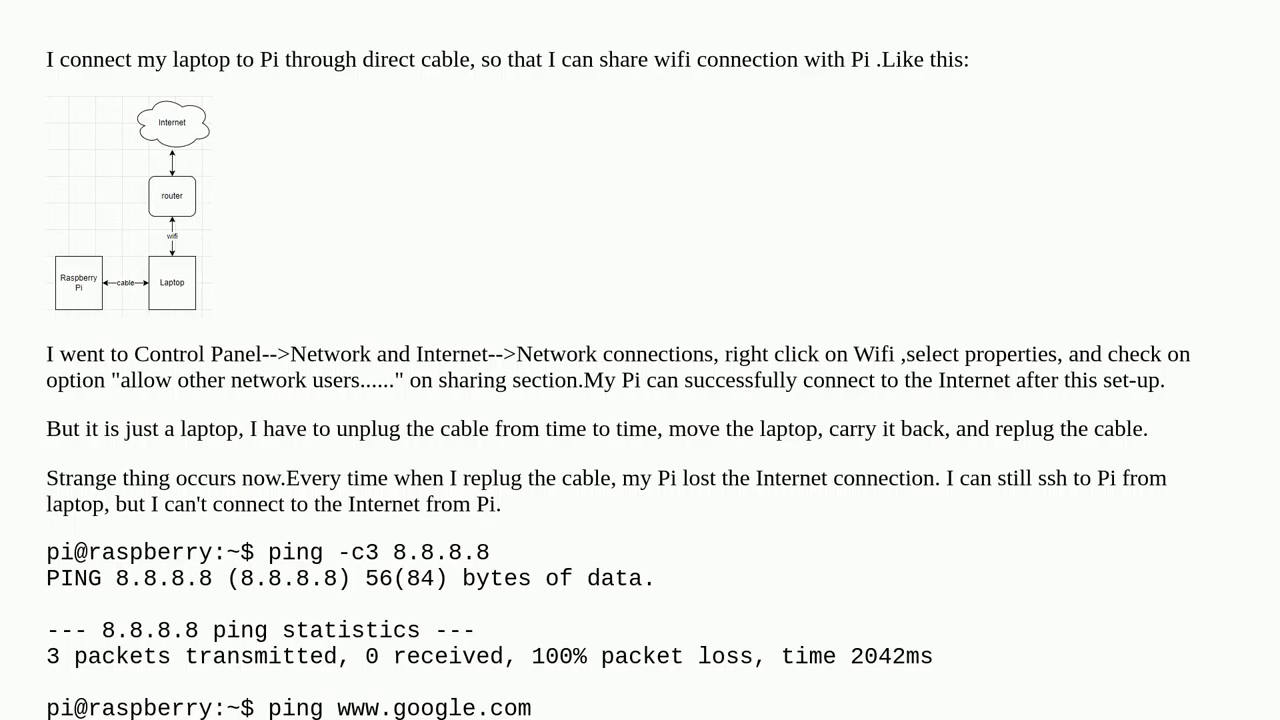 I connect my laptop to Pi through direct cable, so that I can share wifi connection with Pi .Like this:
Internet
router
wifi
Raspberry
Pi
cable
Laptop
I went to Control Panel-->Network and Internet-->Network connections, right click on Wifi ,select properties, and check on
option "allow other network users......" on sharing section.My Pi can successfully connect to the Internet after this set-up.
But it is just a laptop, I have to unplug the cable from time to time, move the laptop, carry it back, and replug the cable.
Strange thing occurs now.Every time when I replug the cable, my Pi lost the Internet connection. I can still ssh to Pi from
laptop, but I can't connect to the Internet from Pi.
pi@raspberry:~$ ping -c3 8.8.8.8
PING 8.8.8.8 (8.8.8.8) 56(84) bytes of data.
--- 8.8.8.8 ping statistics ---
3 packets transmitted, 0 received, 100% packet loss, time 2042ms
pi@raspberry:~$ ping www.google.com